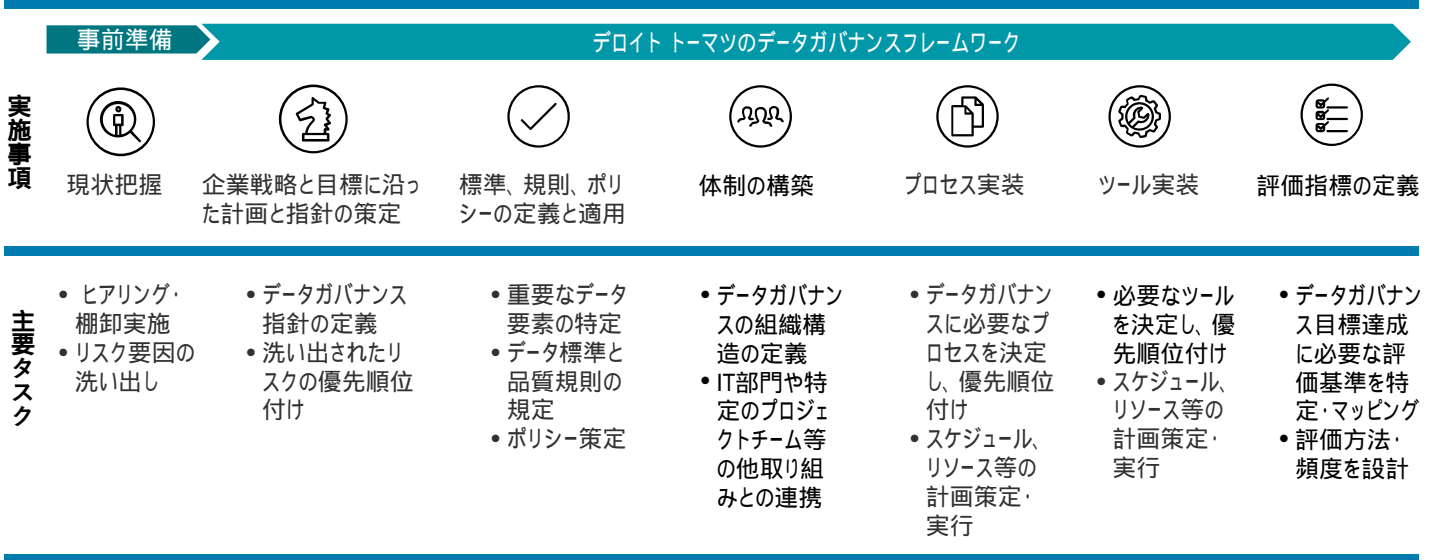 事前準備
デロイト トーマツのデータガバナンスフレームワーク
実施事項
現状把握
企業戦略と目標に沿っ
た計画と指針の策定
標準、規則、ポリ
シーの定義と適用
体制の構築
プロセス実装
ツール実装
評価指標の定義
主要タスク
• ヒアリング・
棚卸実施
• リスク要因の
洗い出し
• データガバナンス
指針の定義
• 洗い出されたリ
スクの優先順位
付け
• 重要なデータ
要素の特定
• データ標準と
品質規則の
規定
• ポリシー策定
• データガバナン
スの組織構
造の定義
• IT部門や特
定のプロジェ
クトチーム等
の他取り組
みとの連携
• データガバナン
スに必要なプ
ロセスを決定
し、優先順位
付け
• スケジュール、
リソース等の
計画策定・
実行
• 必要なツール
を決定し、優
先順位付け
• スケジュール、
リソース等の
計画策定・
実行
• データガバナン
ス目標達成
に必要な評
価基準を特
定・マッピング
• 評価方法・
頻度を設計